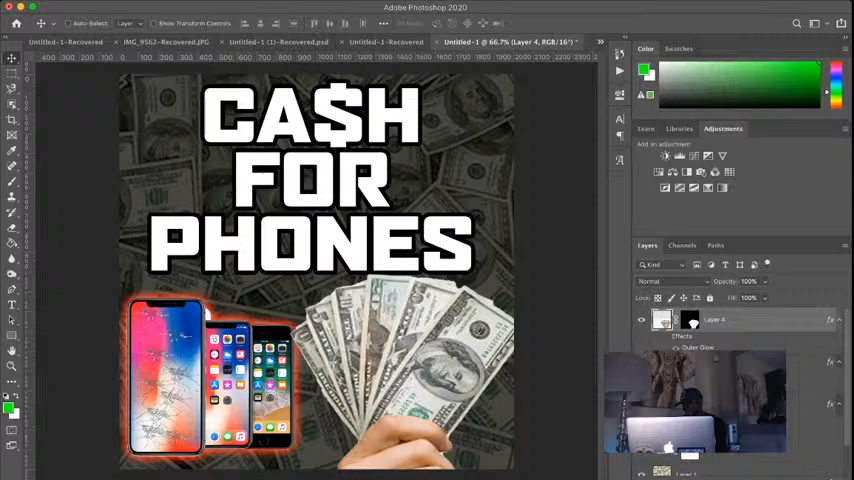 Adobe Photoshop 2020
Auto-Select: Layer Show Transform Controls
Untitled-1-Recovered
IMG_9562-Recovered.JPG
Untitled-1 (1)-Recovered.psd
Untitled-1-Recovered
Untitled-1 @ 66.7% (Layer 4, RGB/16*) *
Color Swatches
CA$H
FOR
PHONES
Learn Libraries Adjustments
Add an adjustment
Layers Channels Paths
Kind
Normal Opacity: 100%
Lock: Fill: 100%
Layer 4 fx
Effects
Outer Glow
fx
fx
Layer 1